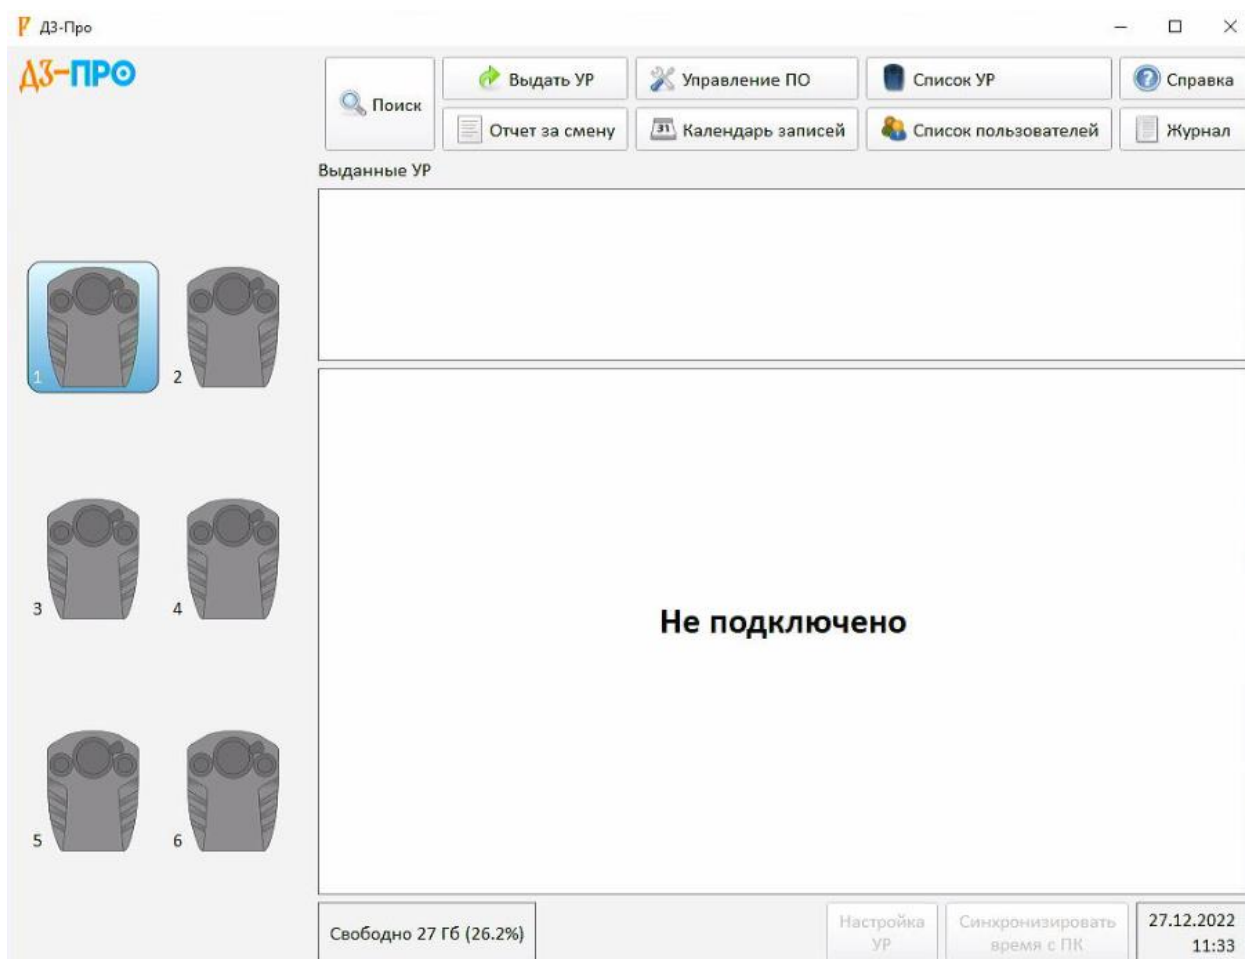 ДЗ-Про
ДЗ-ПРО
Поиск
Выдать УР
Управление ПО
Список УР
Справка
Отчет за смену
31
Календарь записей
Список пользователей
Журнал
Выданные УР
1
2
3
4
5
6
Не подключено
Свободно 27 Гб (26.2%)
Настройка
УР
Синхронизировать
время с ПК
27.12.2022
11:33